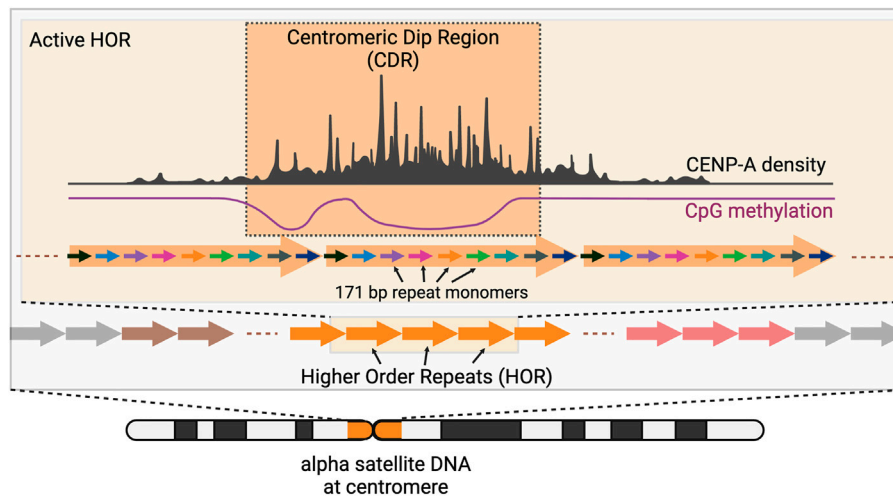 Active HOR
Centromeric Dip Region
(CDR)
CENP-A density
CpG methylation
171 bp repeat monomers
Higher Order Repeats (HOR)
alpha satellite DNA
at centromere